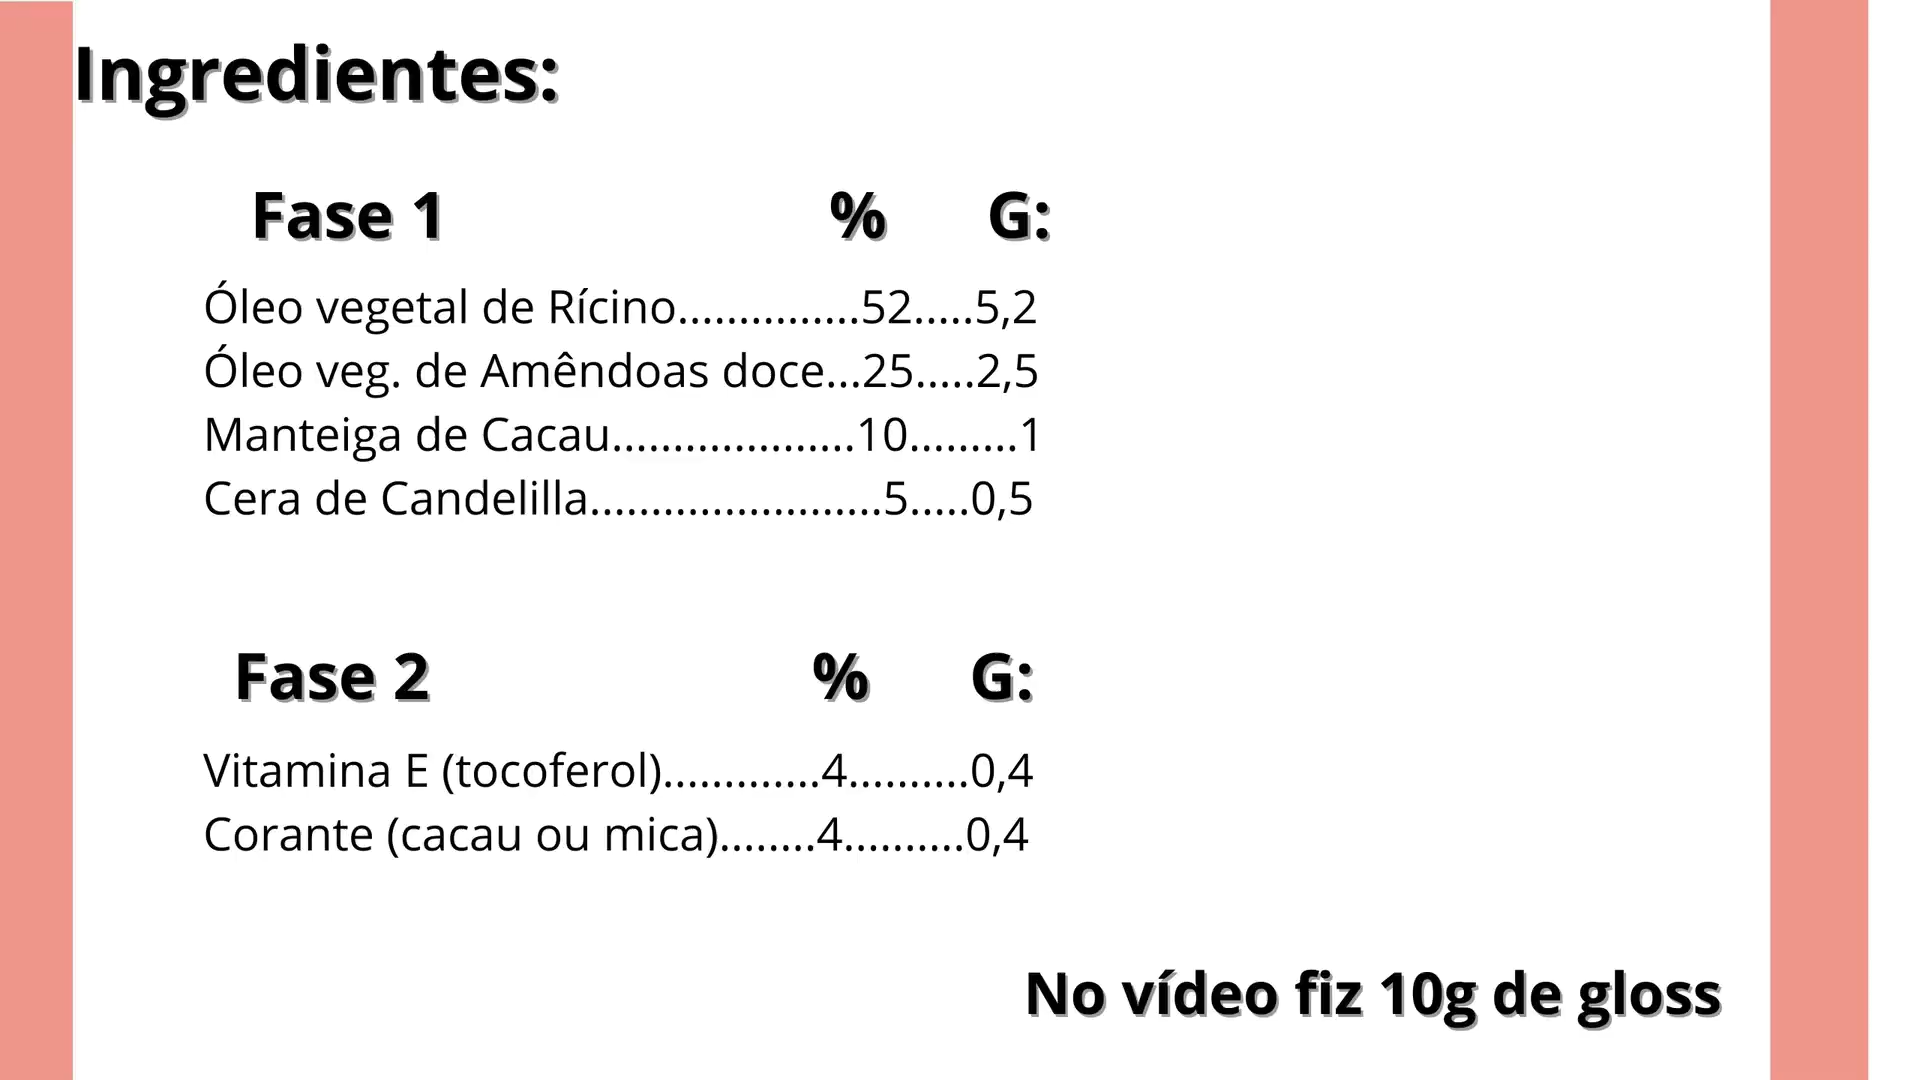 Ingredientes:
Fase 1 % G:
Óleo vegetal de Rícino...............52.....5,2
Óleo veg. de Amêndoas doce...25.....2,5
Manteiga de Cacau....................10.........1
Cera de Candelilla........................5.....0,5
Fase 2 % G:
Vitamina E (tocoferol).............4..........0,4
Corante (cacau ou mica)........4..........0,4
No vídeo fiz 10g de gloss